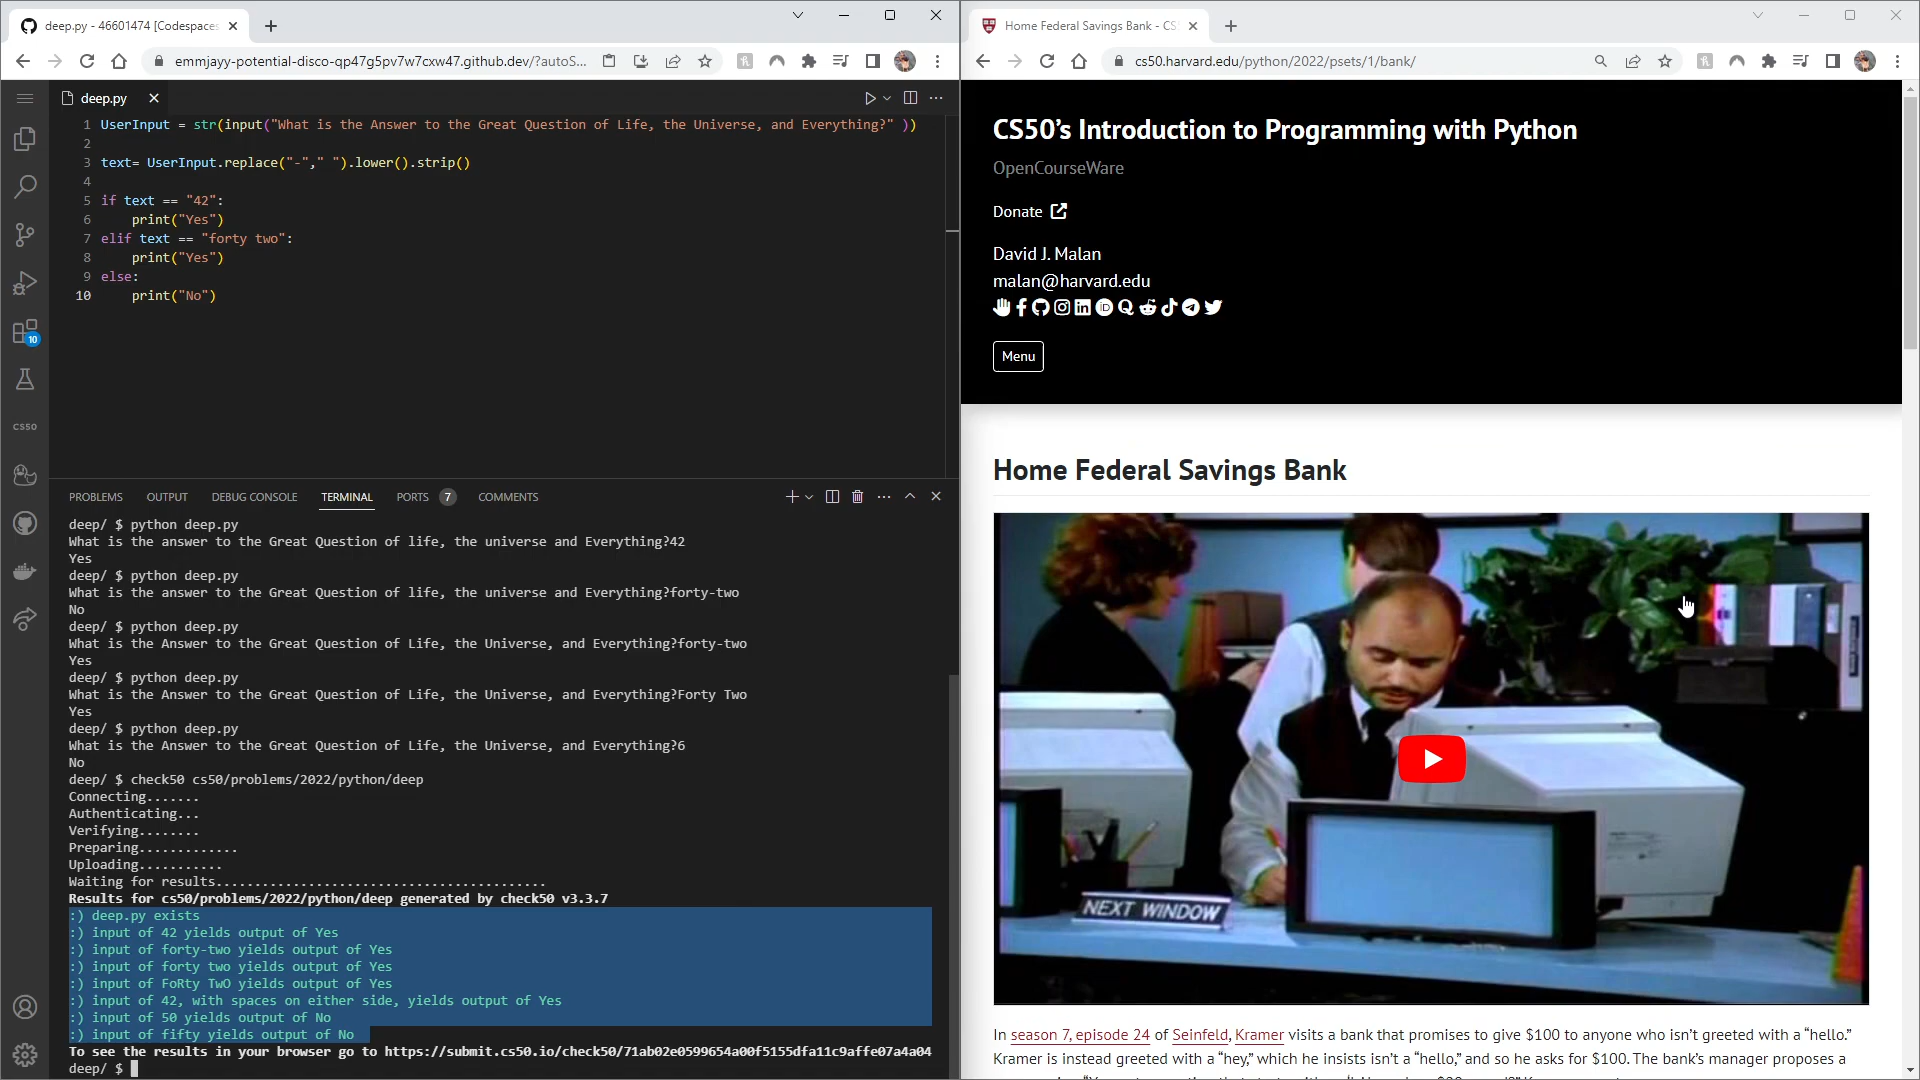 deep.py - 46601474 [Codespaces
emmjayy-potential-disco-qp47g5pv7w7cxw47.github.dev/?autoS...
deep.py
1 UserInput = str(input("What is the Answer to the Great Question of Life, the Universe, and Everything?" ))
2
3 text= UserInput.replace("-"," ").lower().strip()
4
5 if text == "42":
6 print("Yes")
7 elif text == "forty two":
8 print("Yes")
9 else:
10 print("No")
10
CS50
PROBLEMS OUTPUT DEBUG CONSOLE TERMINAL PORTS 7 COMMENTS
deep/ $ python deep.py
What is the answer to the Great Question of life, the universe and Everything?42
Yes
deep/ $ python deep.py
What is the answer to the Great Question of life, the universe and Everything?forty-two
No
deep/ $ python deep.py
What is the Answer to the Great Question of Life, the Universe, and Everything?forty-two
Yes
deep/ $ python deep.py
What is the Answer to the Great Question of Life, the Universe, and Everything?Forty Two
Yes
deep/ $ python deep.py
What is the Answer to the Great Question of Life, the Universe, and Everything?6
No
deep/ $ check50 cs50/problems/2022/python/deep
Connecting.......
Authenticating...
Verifying........
Preparing.............
Uploading...........
Waiting for results...........................................
Results for cs50/problems/2022/python/deep generated by check50 v3.3.7
:) deep.py exists
:) input of 42 yields output of Yes
:) input of forty-two yields output of Yes
:) input of forty two yields output of Yes
:) input of FoRty TwO yields output of Yes
:) input of 42, with spaces on either side, yields output of Yes
:) input of 50 yields output of No
:) input of fifty yields output of No
To see the results in your browser go to https://submit.cs50.io/check50/71ab02e0599654a00f5155dfa11c9affe07a4a04
deep/ $
Home Federal Savings Bank - CS
cs50.harvard.edu/python/2022/psets/1/bank/
CS50’s Introduction to Programming with Python
OpenCourseWare
Donate
David J. Malan
malan@harvard.edu
Menu
Home Federal Savings Bank
NEXT WINDOW
In season 7, episode 24 of Seinfeld, Kramer visits a bank that promises to give $100 to anyone who isn’t greeted with a “hello.”
Kramer is instead greeted with a “hey,” which he insists isn’t a “hello,” and so he asks for $100. The bank’s manager proposes a